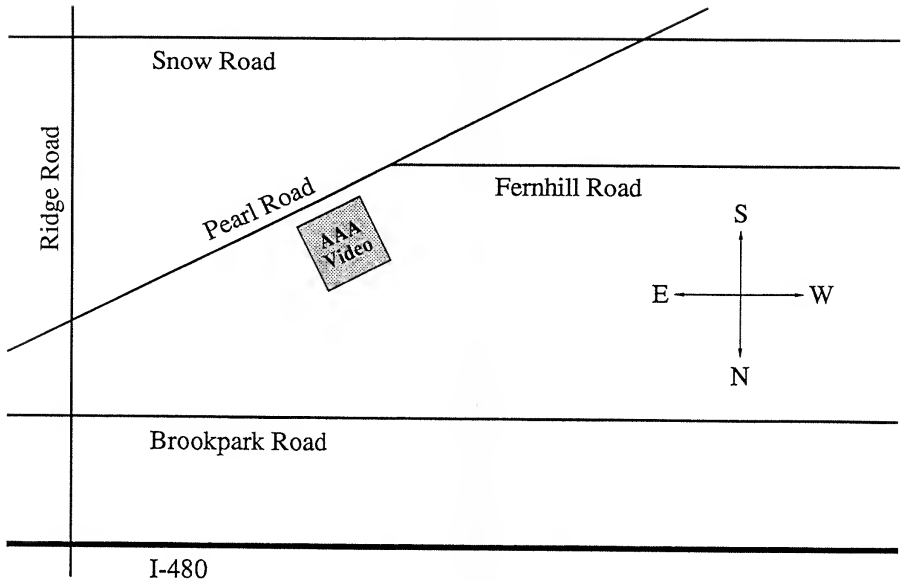 Snow Road
Ridge Road
Pearl Road
Fernhill Road
AAA
Video
S
E
W
N
Brookpark Road
I-480